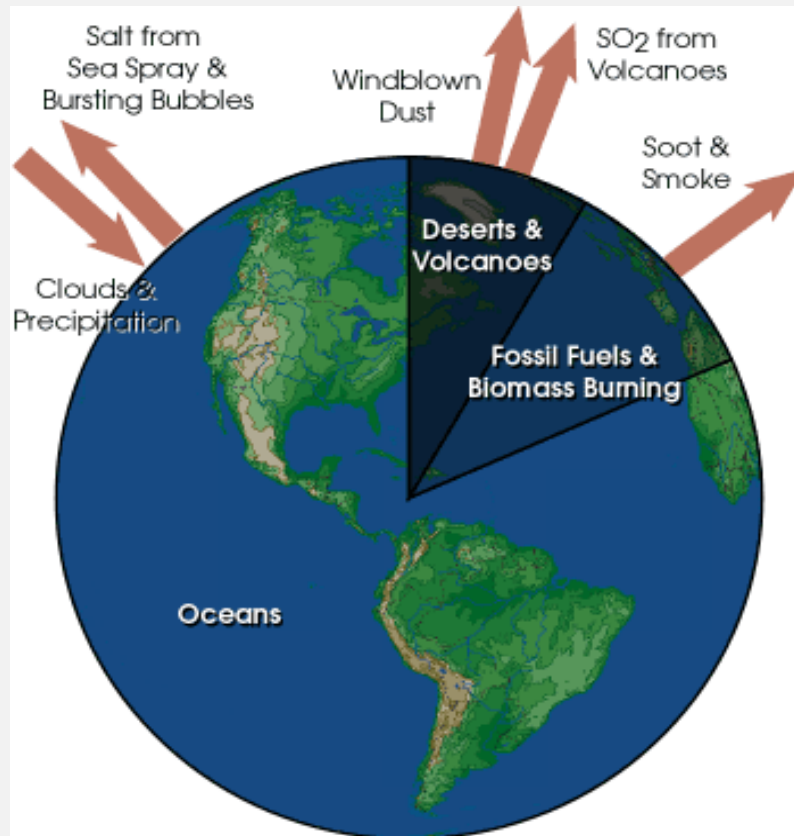 Salt from
Sea Spray &
Bursting Bubbles
Windblown
Dust
SO2 from
Volcanoes
Soot &
Smoke
Clouds &
Precipitation
Deserts &
Volcanoes
Fossil Fuels &
Biomass Burning
Oceans